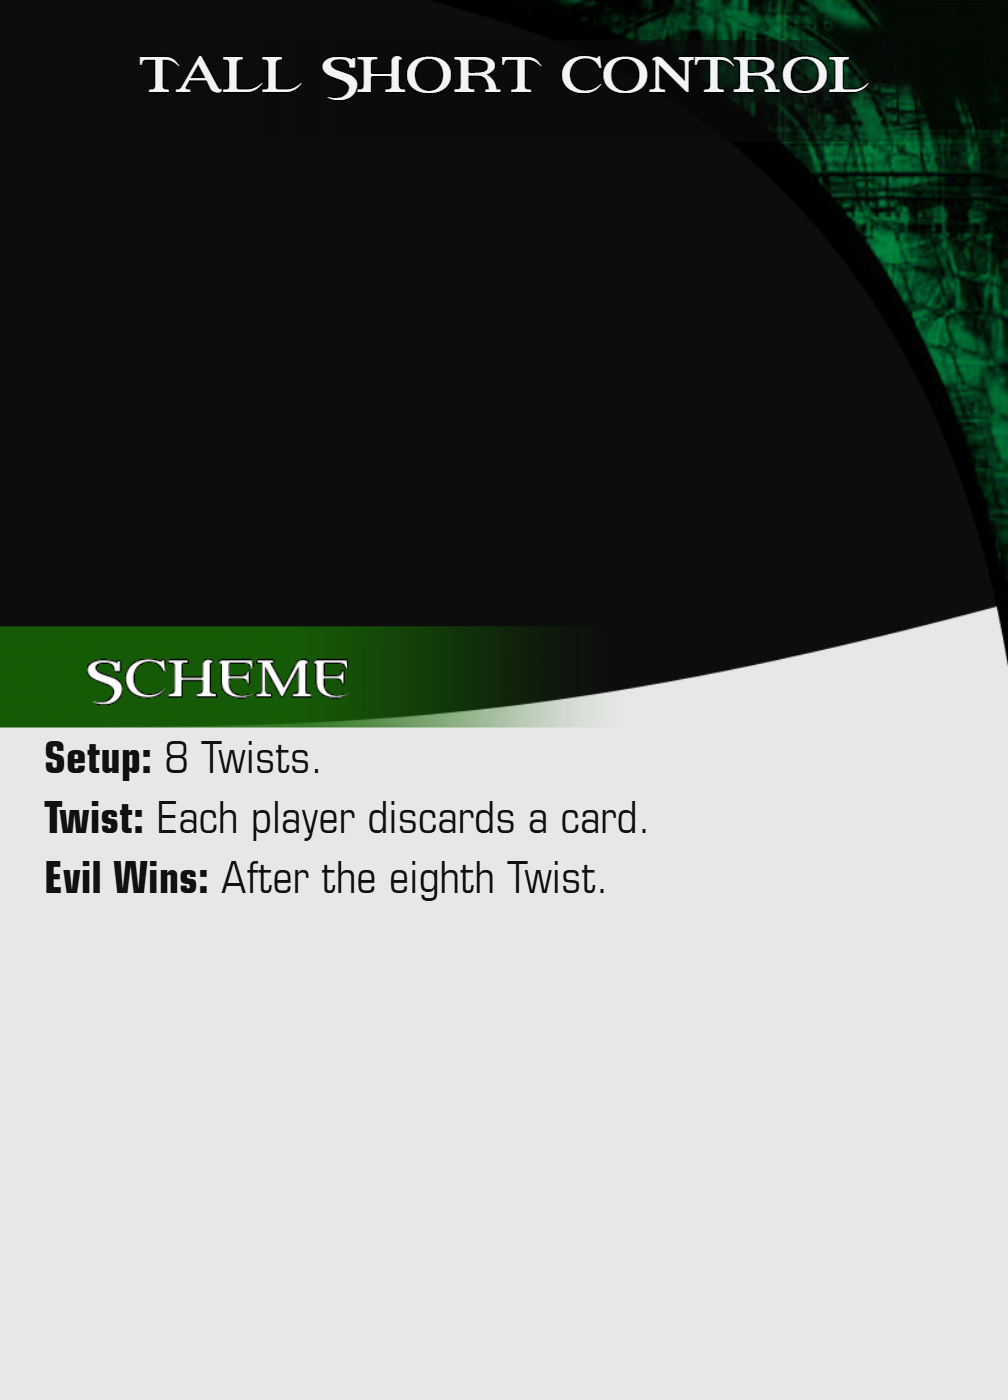 Tall Short Control
Scheme
Setup: 8 Twists.
Twist: Each player discards a card.
Evil Wins: After the eighth Twist.